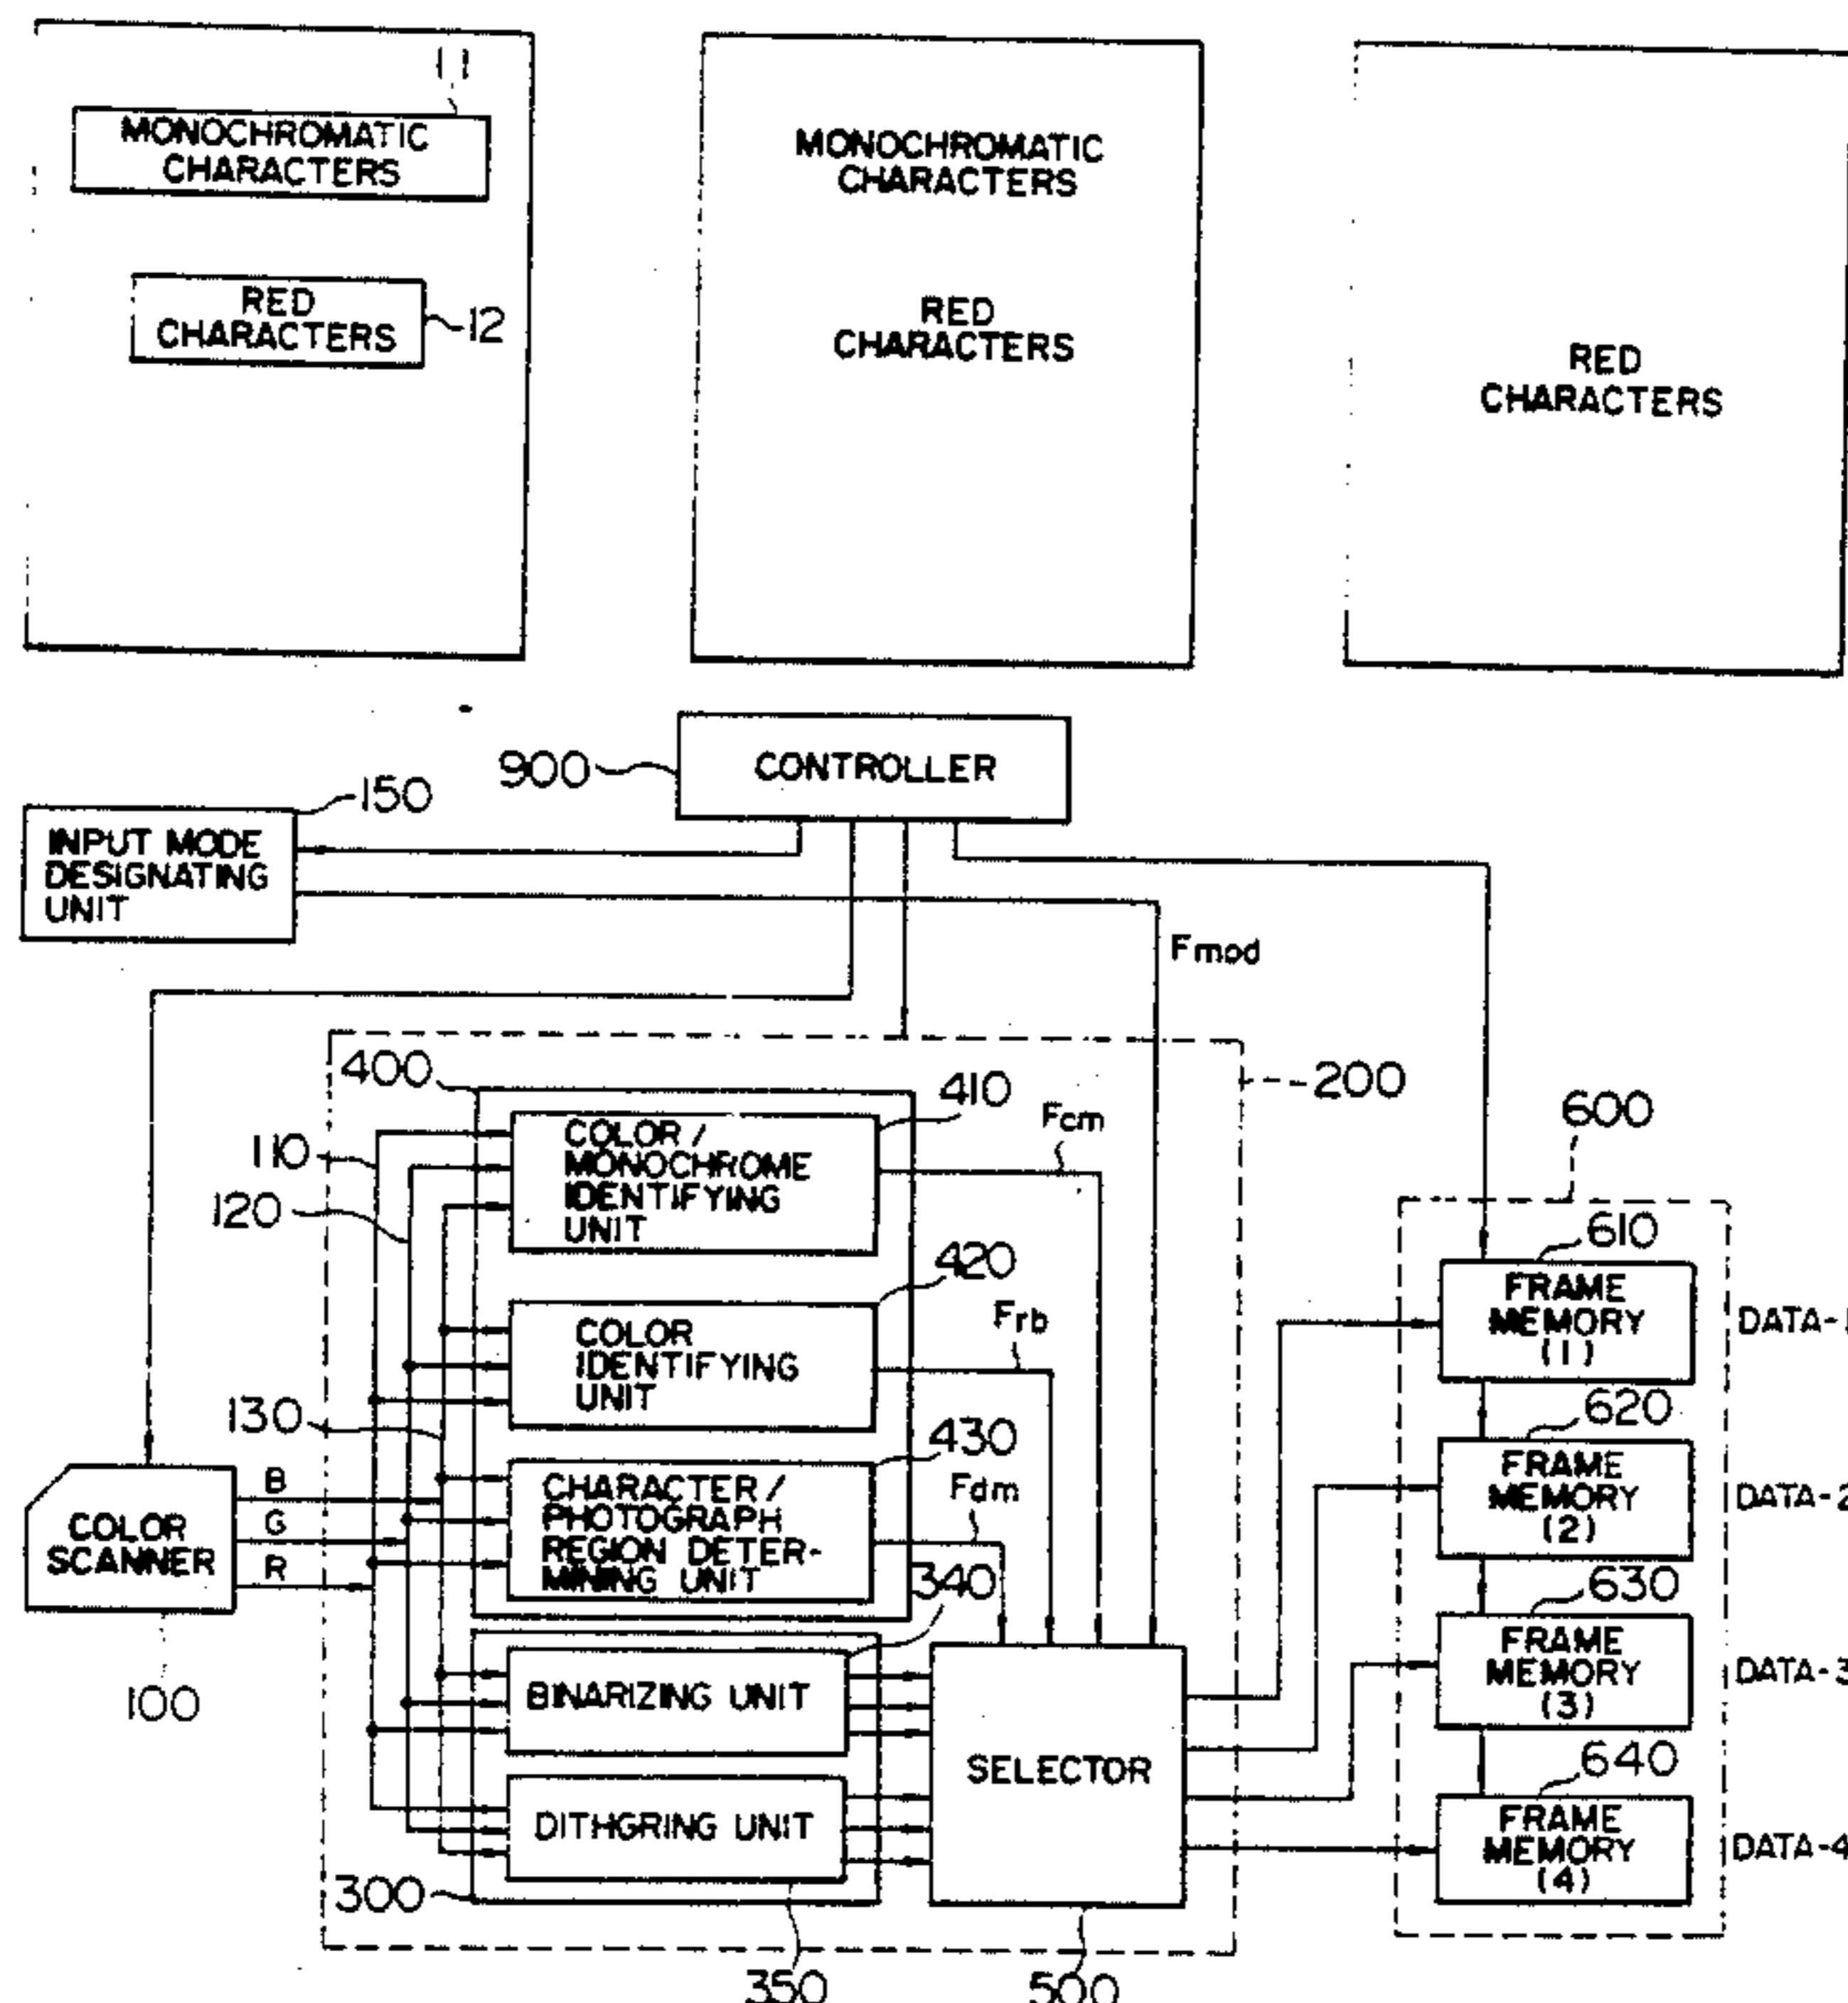 11
MONOCHROMATIC
CHARACTERS
RED
CHARACTERS
12
MONOCHROMATIC
CHARACTERS
RED
CHARACTERS
RED
CHARACTERS
900
CONTROLLER
150
INPUT MODE
DESIGNATING
UNIT
Fmod
400
410
200
Fcm
600
110
COLOR /
MONOCHROME
IDENTIFYING
UNIT
120
610
FRAME
MEMORY
(1)
DATA-1
420
Frb
COLOR
IDENTIFYING
UNIT
130
620
FRAME
MEMORY
(2)
DATA-2
430
Fdm
CHARACTER /
PHOTOGRAPH
REGION DETER-
MINING UNIT
B
G
R
COLOR
SCANNER
100
340
BINARIZING UNIT
630
FRAME
MEMORY
(3)
DATA-3
SELECTOR
640
FRAME
MEMORY
(4)
DATA-4
DITHGRING UNIT
300
350
500